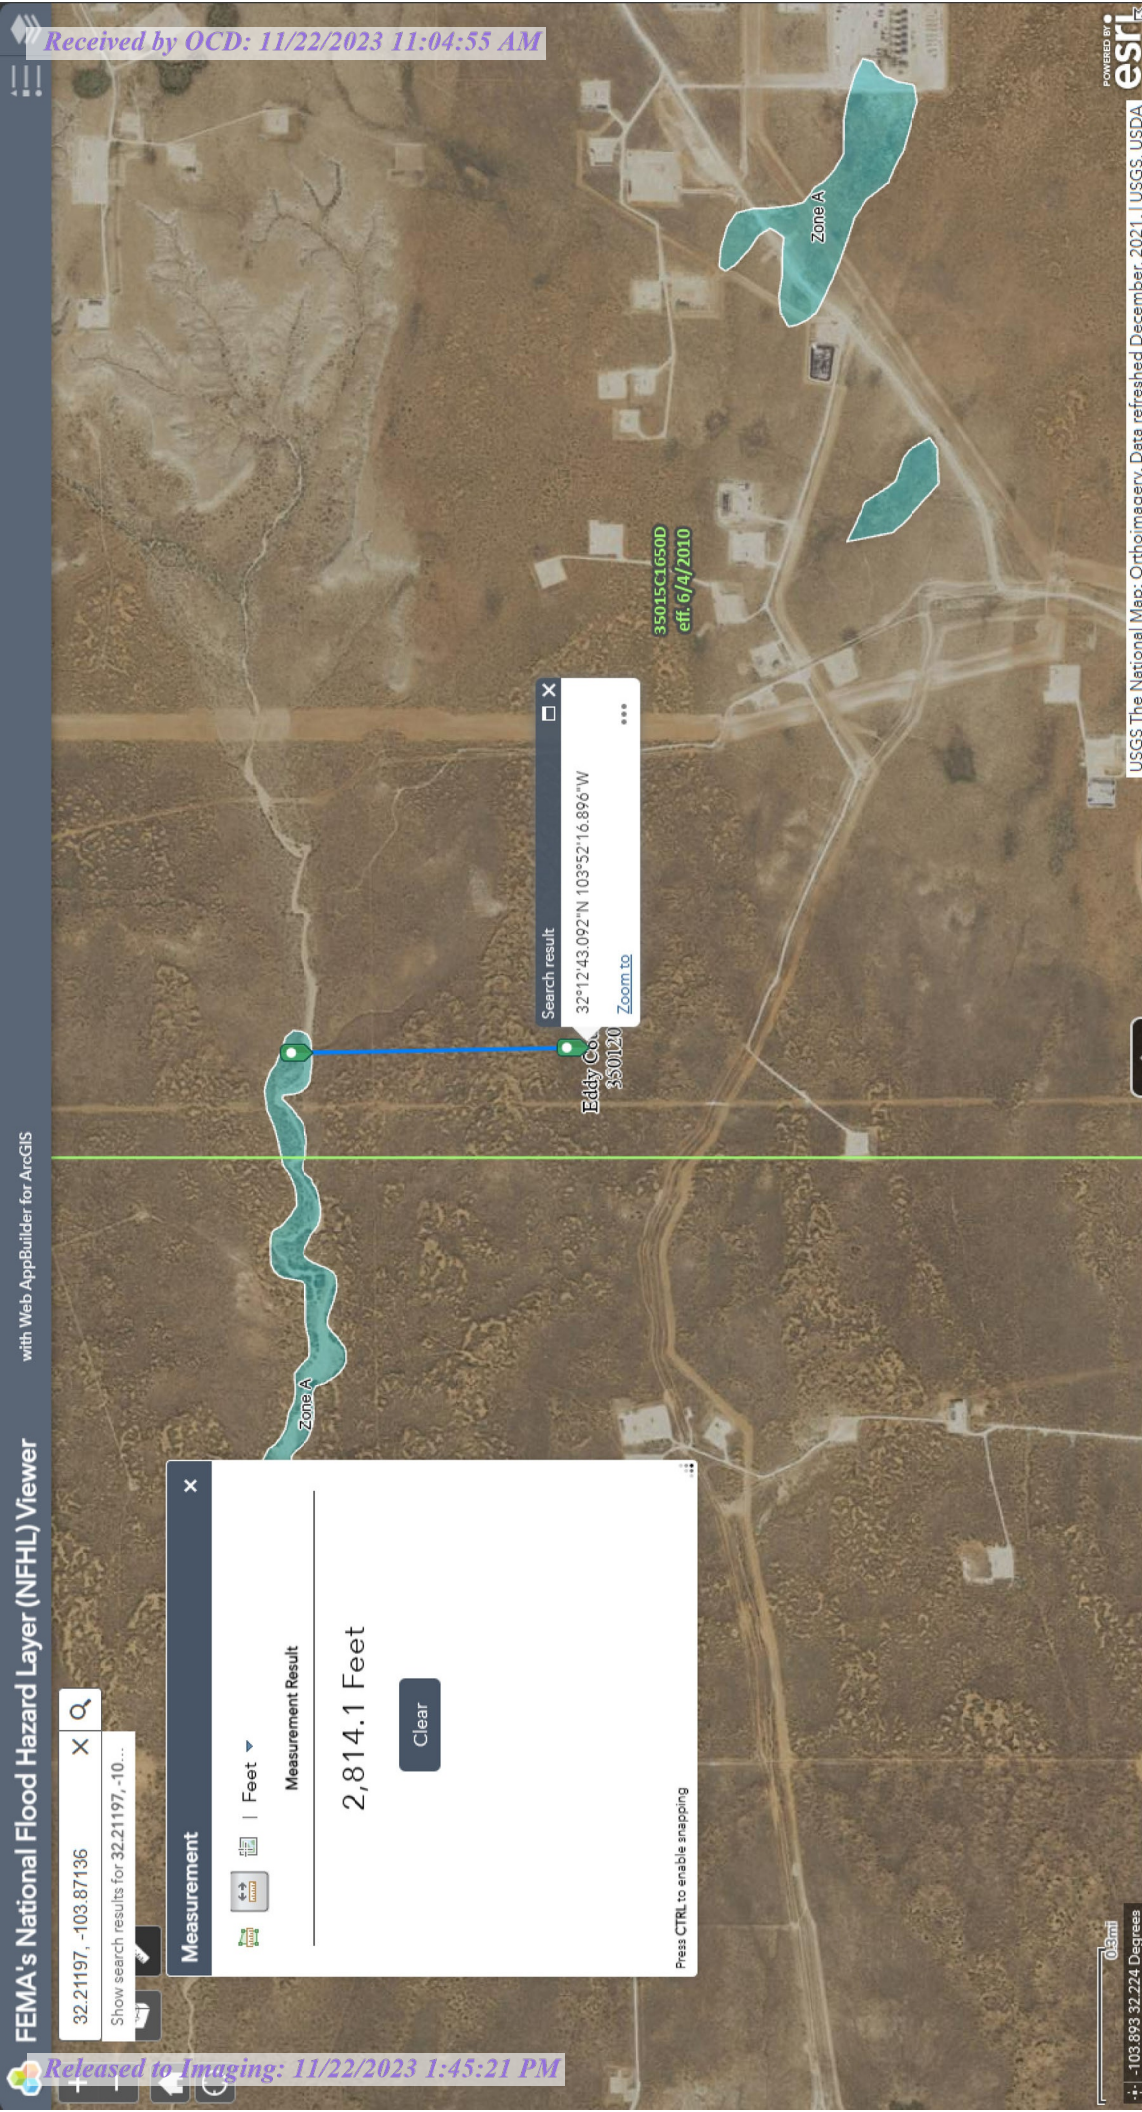 Received by OCD: 11/22/2023 11:04:55 AM
FEMA's National Flood Hazard Layer (NFHL) Viewer
with Web AppBuilder for ArcGIS
32.21197, -103.87136
Show search results for 32.21197, -10...
Measurement
Feet
Measurement Result
2,814.1 Feet
Clear
Press CTRL to enable snapping
Zone A
Search result
32°12'43.092"N 103°52'16.896"W
Zoom to
Eddy Co
350120
35015C1650D
eff. 6/4/2010
Zone A
0.3mi
-103.893 32.224 Degrees
USGS The National Map: Orthoimagery. Data refreshed December, 2021. | USGS, USDA
POWERED BY
esri
Released to Imaging: 11/22/2023 1:45:21 PM